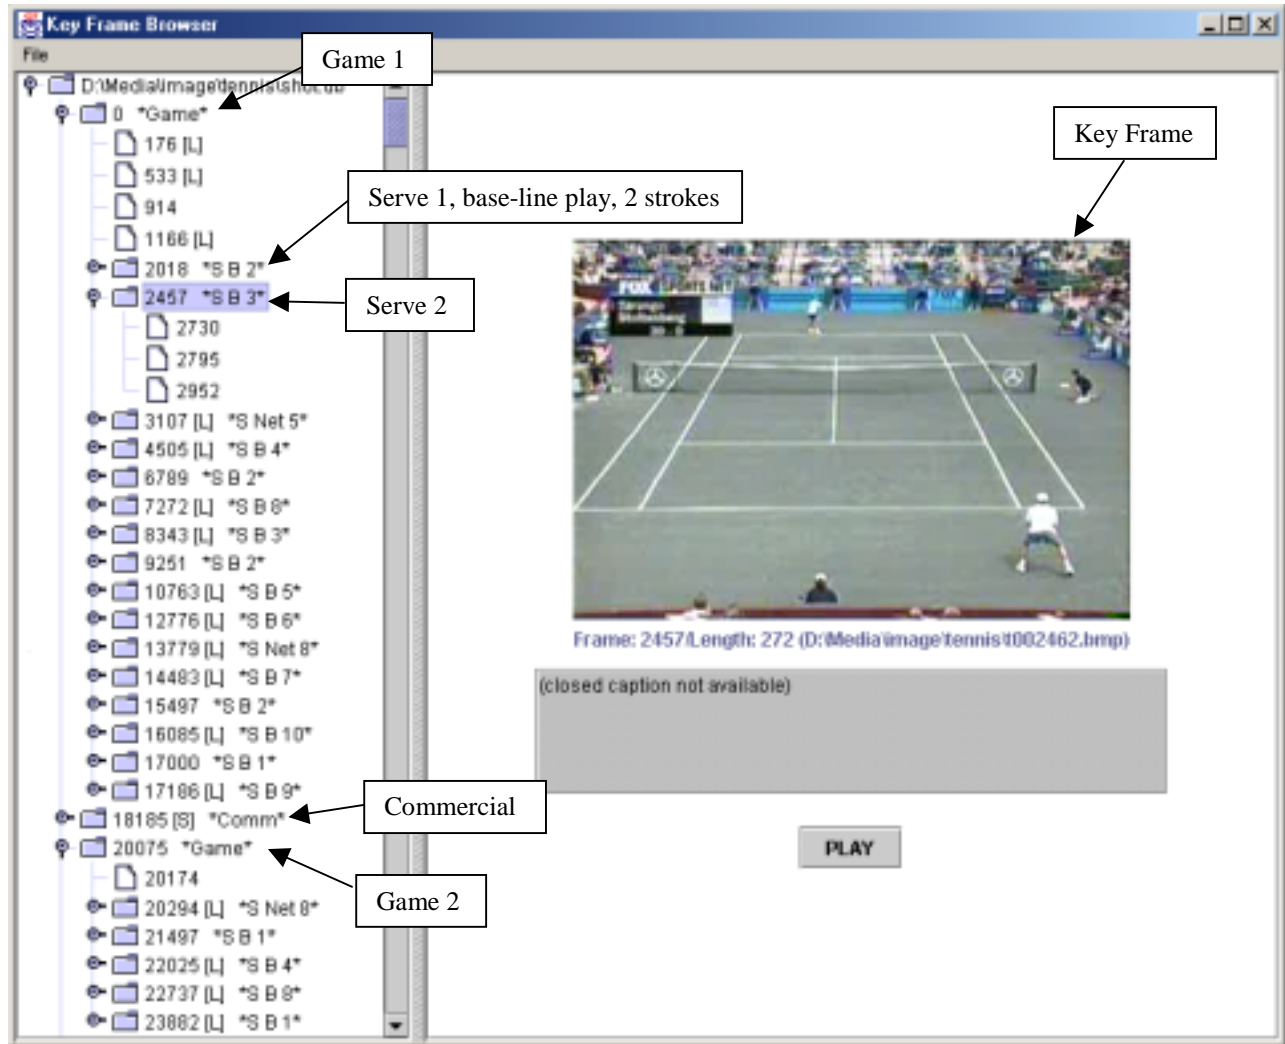 Key Frame Browser
File
Game 1
D:\Media\image\tennis\shot.db
0 *Game*
176 [L]
533 [L]
914
1166 [L]
2018 *S B 2*
2457 *S B 3*
2730
2795
2952
3107 [L] *S Net 5*
4505 [L] *S B 4*
6789 *S B 2*
7272 [L] *S B 8*
8343 [L] *S B 3*
9251 *S B 2*
10763 [L] *S B 5*
12776 [L] *S B 6*
13779 [L] *S Net 8*
14483 [L] *S B 7*
15497 *S B 2*
16085 [L] *S B 10*
17000 *S B 1*
17186 [L] *S B 9*
18185 [S] *Comm*
20075 *Game*
20174
20294 [L] *S Net 8*
21497 *S B 1*
22025 [L] *S B 4*
22737 [L] *S B 8*
23882 [L] *S B 1*
Serve 1, base-line play, 2 strokes
Serve 2
Commercial
Game 2
Key Frame
FOX SPORTS NET
Frame: 2457/Length: 272 (D:\Media\image\tennis\t002462.bmp)
(closed caption not available)
PLAY